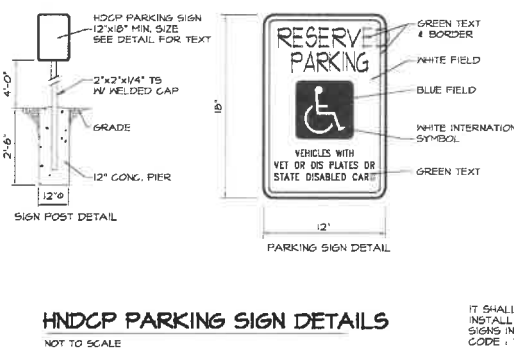 HDCP PARKING SIGN
12"x18" MIN. SIZE
SEE DETAIL FOR TEXT
4'-0"
2"x2"x1/4" TS
W/ WELDED CAP
GRADE
2'-6"
12" CONC. PIER
12"Ø
SIGN POST DETAIL
RESERVED
PARKING
VEHICLES WITH
VET OR DIS PLATES OR
STATE DISABLED CARD
18"
12"
GREEN TEXT
& BORDER
WHITE FIELD
BLUE FIELD
WHITE INTERNATION
SYMBOL
GREEN TEXT
PARKING SIGN DETAIL
HNDCP PARKING SIGN DETAILS
NOT TO SCALE
IT SHALL
INSTALL
SIGNS IN
CODE